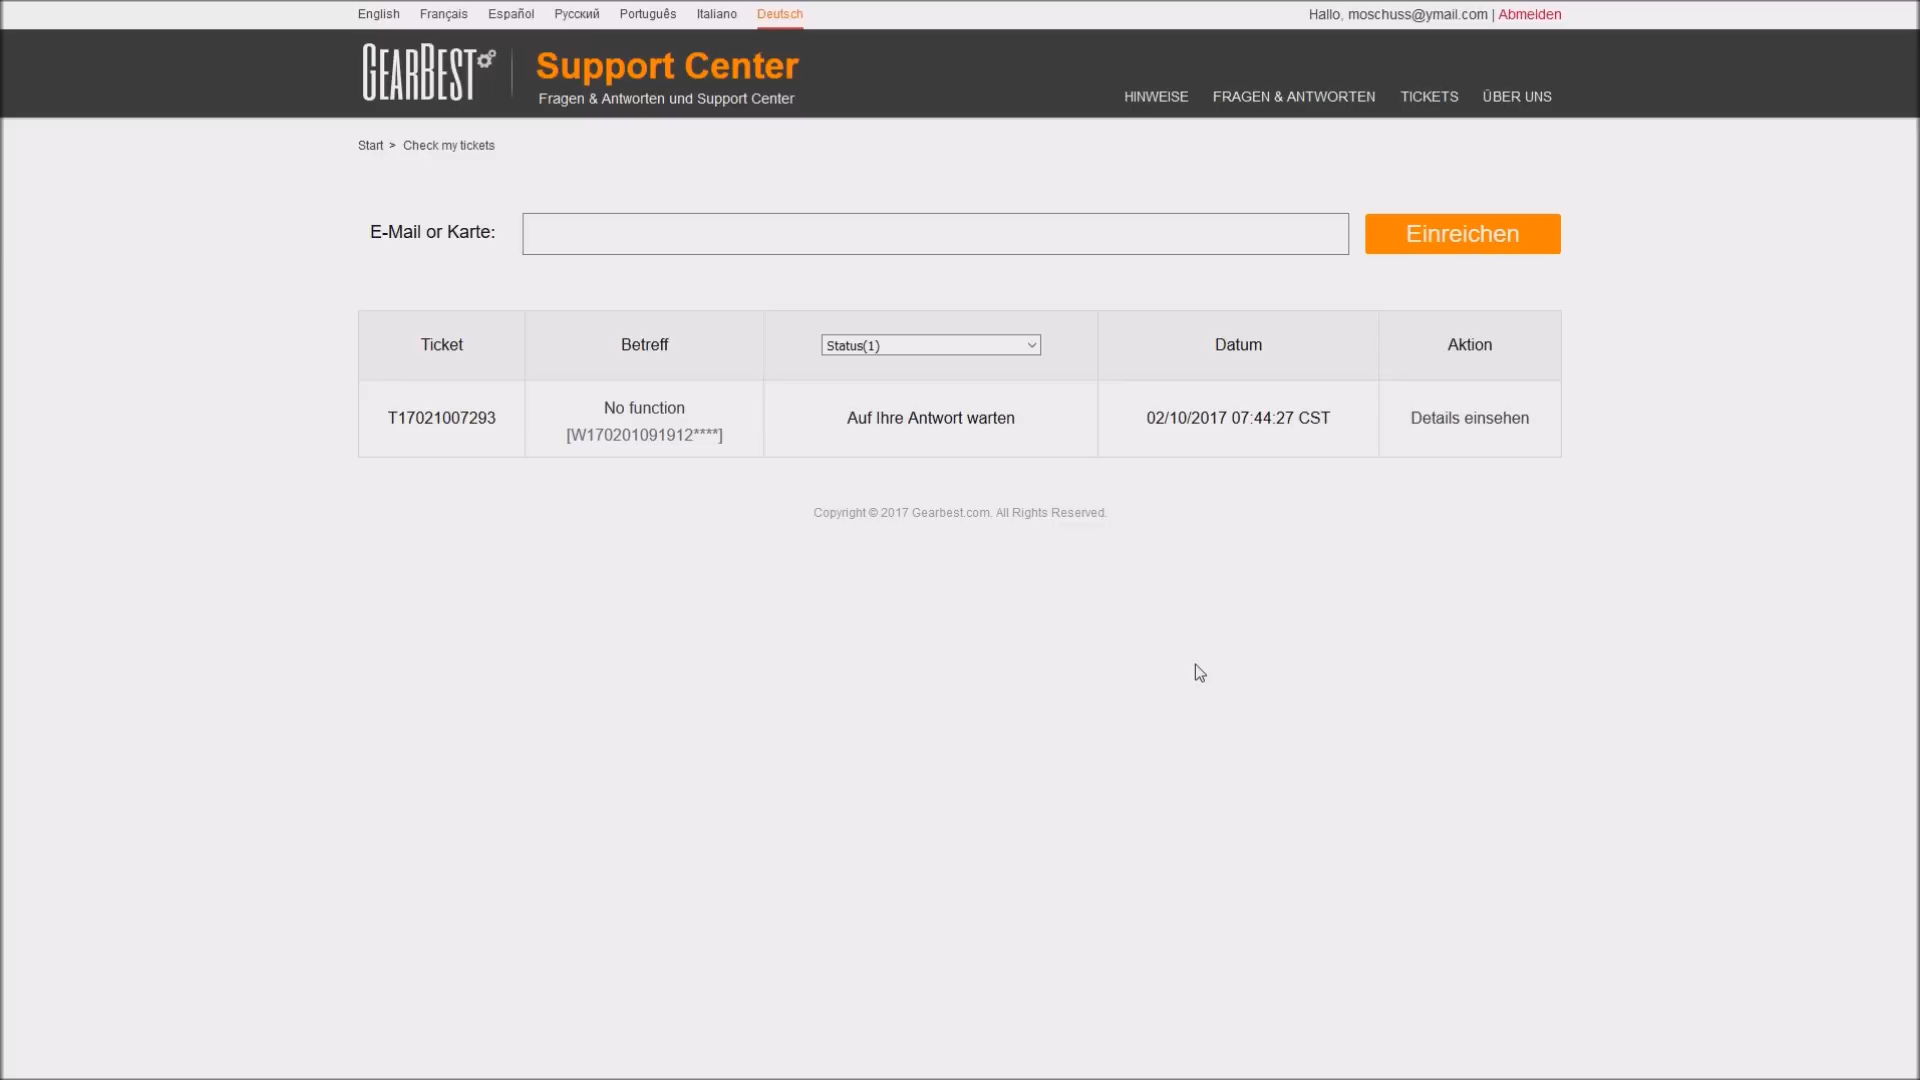 English Français Español Русский Português Italiano Deutsch
Hallo, moschuss@ymail.com | Abmelden
GEARBEST
Support Center
Fragen & Antworten und Support Center
HINWEISE FRAGEN & ANTWORTEN TICKETS ÜBER UNS
Start > Check my tickets
E-Mail or Karte:
Einreichen
Ticket Betreff Status(1) Datum Aktion
T17021007293
No function
[W170201091912****]
Auf Ihre Antwort warten
02/10/2017 07:44:27 CST
Details einsehen
Copyright © 2017 Gearbest.com. All Rights Reserved.